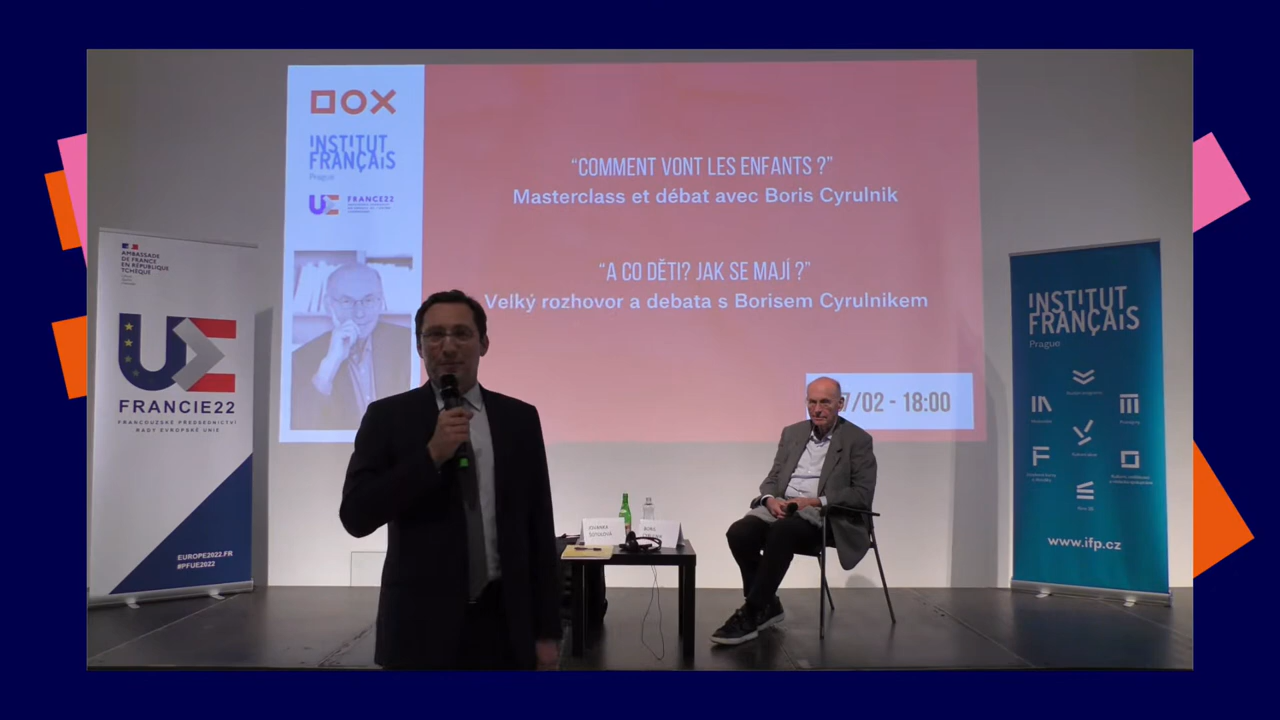 INSTITUT
FRANÇAIS
Prague
UE FRANCE22
“COMMENT VONT LES ENFANTS ?”
Masterclass et débat avec Boris Cyrulnik
“A CO DĚTI? JAK SE MAJÍ ?”
Velký rozhovor a debata s Borisem Cyrulnikem
7/02 - 18:00
AMBASSADE
DE FRANCE
EN RÉPUBLIQUE
TCHÈQUE
UE
FRANCIE22
FRANCOUZSKÉ PŘEDSEDNICTVÍ
RADY EVROPSKÉ UNIE
EUROPE2022.FR
#PFUE2022
INSTITUT
FRANÇAIS
Prague
www.ifp.cz
BORIS